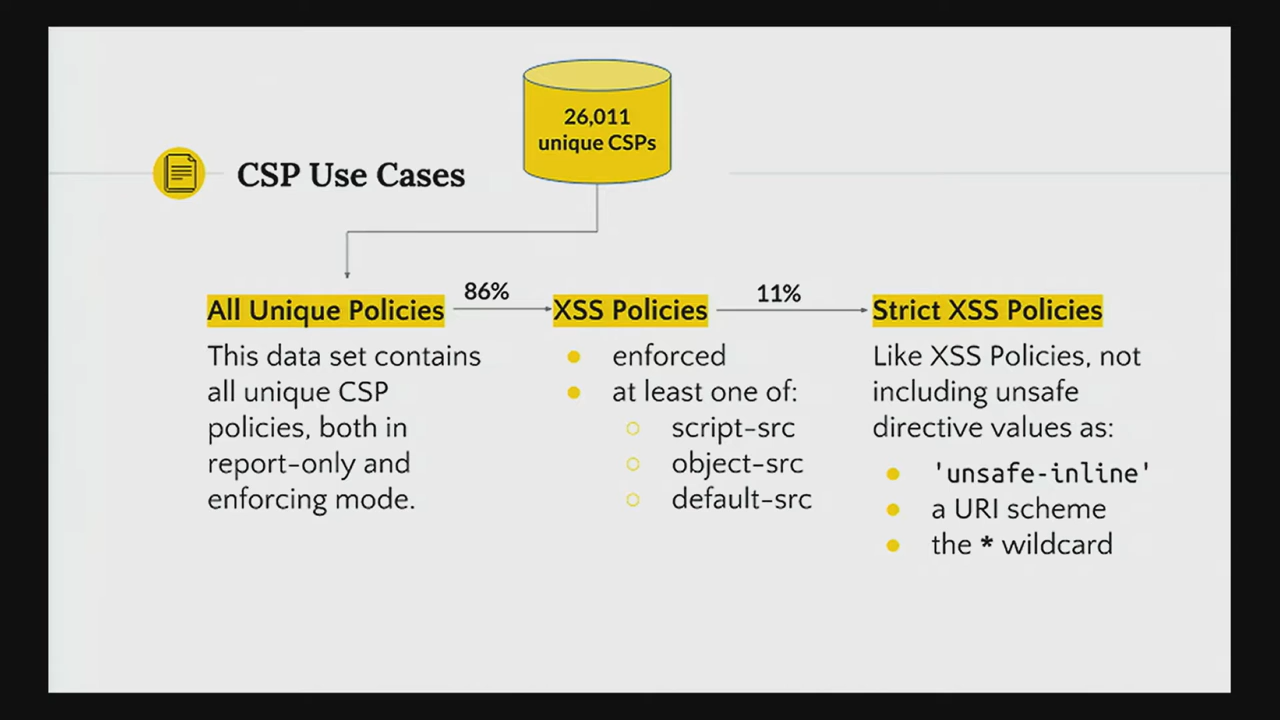 26,011
unique CSPs
CSP Use Cases
86%
11%
All Unique Policies
This data set contains
all unique CSP
policies, both in
report-only and
enforcing mode.
XSS Policies
enforced
at least one of:
script-src
object-src
default-src
Strict XSS Policies
Like XSS Policies, not
including unsafe
directive values as:
'unsafe-inline'
a URI scheme
the * wildcard